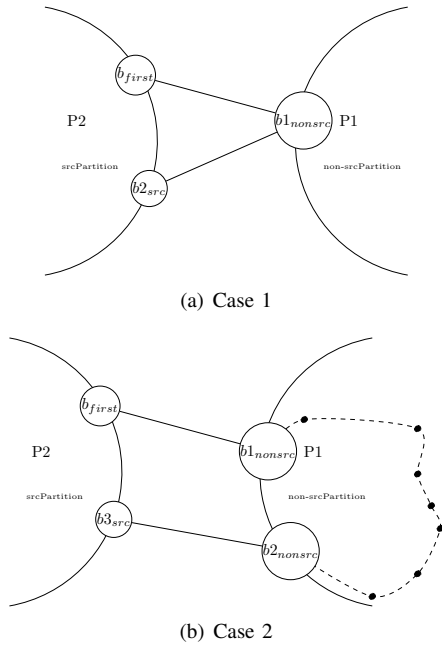 b_first
P2
b1_nonsrc P1
srcPartition
non-srcPartition
b2_src
(a) Case 1
b_first
P2
b1_nonsrc P1
srcPartition
non-srcPartition
b3_src
b2_nonsrc
(b) Case 2